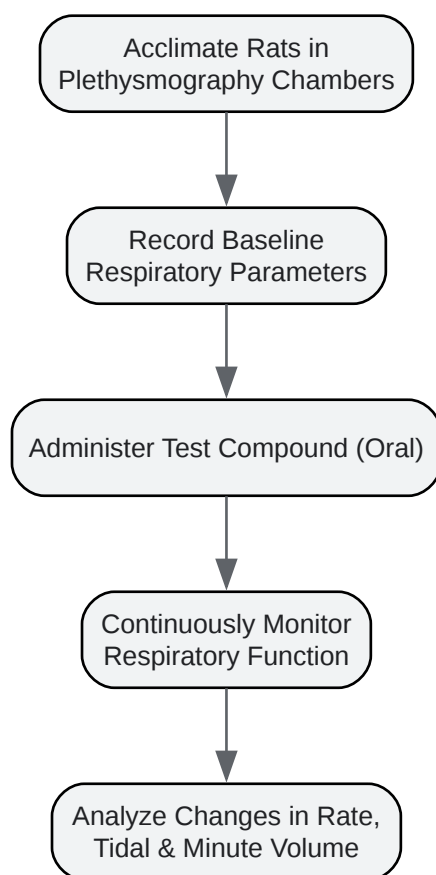 Acclimate Rats in
Plethysmography Chambers
Record Baseline
Respiratory Parameters
Administer Test Compound (Oral)
Continuously Monitor
Respiratory Function
Analyze Changes in Rate,
Tidal & Minute Volume